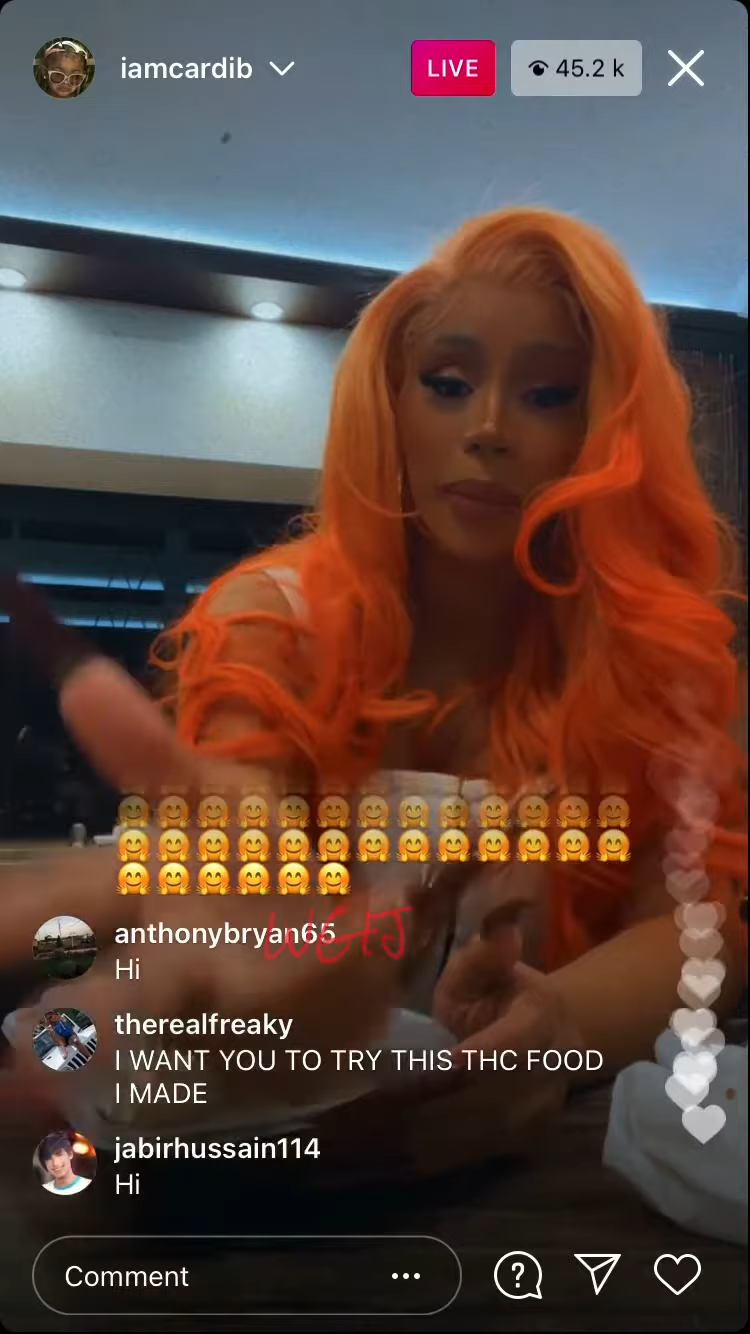 iamcardib
LIVE
45.2 k
anthonybryan65
Hi
therealfreaky
I WANT YOU TO TRY THIS THC FOOD
I MADE
jabirhussain114
Hi
Comment